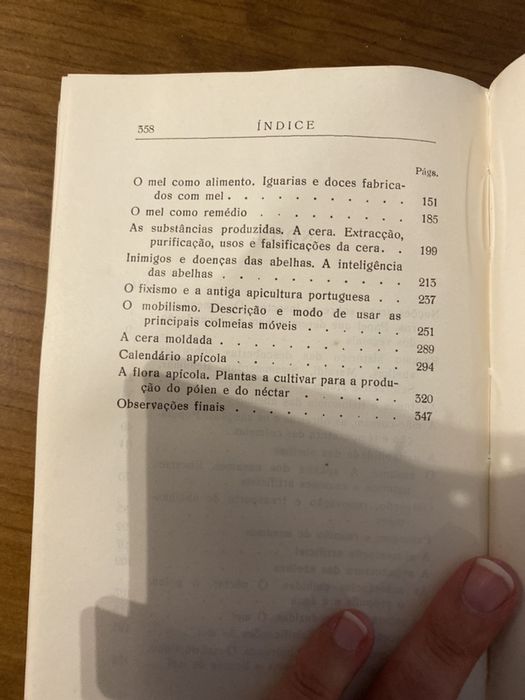 358
ÍNDICE
Págs.
O mel como alimento. Iguarias e doces fabrica-
dos com mel . . . . . . . . . . . 151
O mel como remédio . . . . . . . . 185
As substâncias produzidas. A cera. Extracção,
purificação, usos e falsificações da cera. . 199
Inimigos e doenças das abelhas. A inteligência
das abelhas . . . . . . . . . . . 213
O fixismo e a antiga apicultura portuguesa . . 237
O mobilismo. Descrição e modo de usar as
principais colmeias móveis . . . . . . 251
A cera moldada . . . . . . . . . . 289
Calendário apícola . . . . . . . . . 294
A flora apícola. Plantas a cultivar para a produ-
ção do pólen e do néctar . . . . . . 320
Observações finais . . . . . . . . . 347